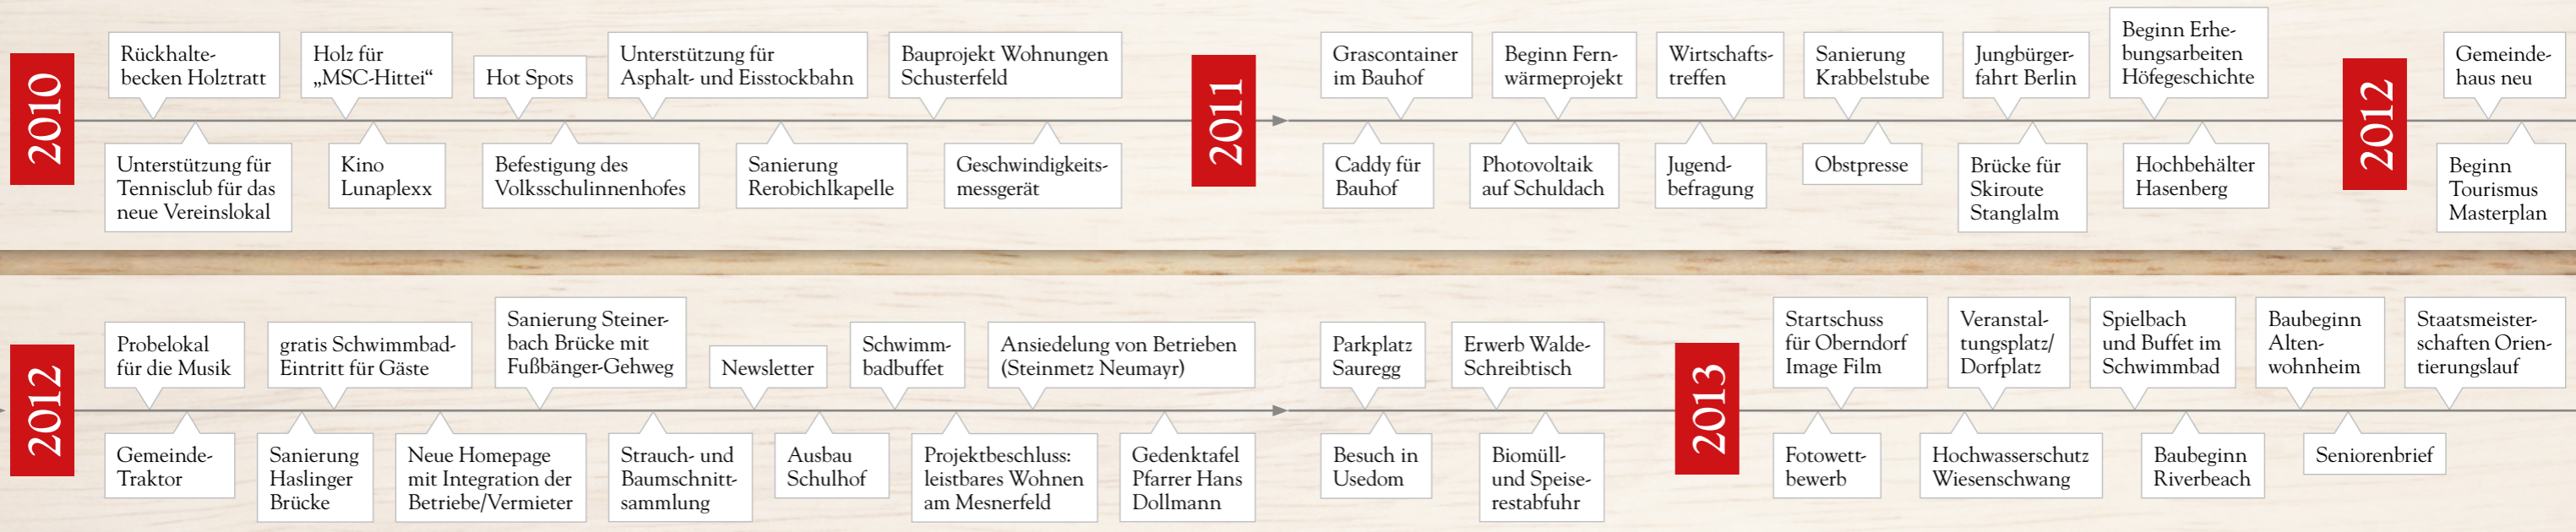 2010
Rückhalte-
becken Holztratt
Unterstützung für
Tennisclub für das
neue Vereinslokal
Holz für
„MSC-Hittei“
Kino
Lunaplexx
Hot Spots
Befestigung des
Volksschulinnenhofes
Unterstützung für
Asphalt- und Eisstockbahn
Sanierung
Rerobichlkapelle
Bauprojekt Wohnungen
Schusterfeld
Geschwindigkeits-
messgerät
2011
Caddy für
Bauhof
Grascontainer
im Bauhof
Photovoltaik
auf Schuldach
Beginn Fern-
wärmeprojekt
Jugend-
befragung
Wirtschafts-
treffen
Sanierung
Krabbelstube
Obstpresse
Jungbürger-
fahrt Berlin
Brücke für
Skiroute
Stanglalm
Beginn Erhe-
bungsarbeiten
Höfegeschichte
Hochbehälter
Hasenberg
2012
Gemeinde-
haus neu
Beginn
Tourismus
Masterplan
2012
Probelokal
für die Musik
Gemeinde-
Traktor
Sanierung
Haslinger
Brücke
gratis Schwimmbad-
Eintritt für Gäste
Neue Homepage
mit Integration der
Betriebe/Vermieter
Sanierung Steiner-
bach Brücke mit
Fußbänger-Gehweg
Strauch- und
Baumschnitt-
sammlung
Newsletter
Ausbau
Schulhof
Schwimm-
badbuffet
Projektbeschluss:
leistbares Wohnen
am Mesnerfeld
Ansiedelung von Betrieben
(Steinmetz Neumayr)
Gedenktafel
Pfarrer Hans
Dollmann
Parkplatz
Sauregg
Besuch in
Usedom
Erwerb Walde-
Schreibtisch
Biomüll-
und Speise-
restabfuhr
2013
Fotowett-
bewerb
Startschuss
für Oberndorf
Image Film
Hochwasserschutz
Wiesenschwang
Veranstal-
tungsplatz/
Dorfplatz
Spielbach
und Buffet im
Schwimmbad
Baubeginn
Riverbeach
Baubeginn
Alten-
wohnheim
Seniorenbrief
Staatsmeister-
schaften Orien-
tierungslauf